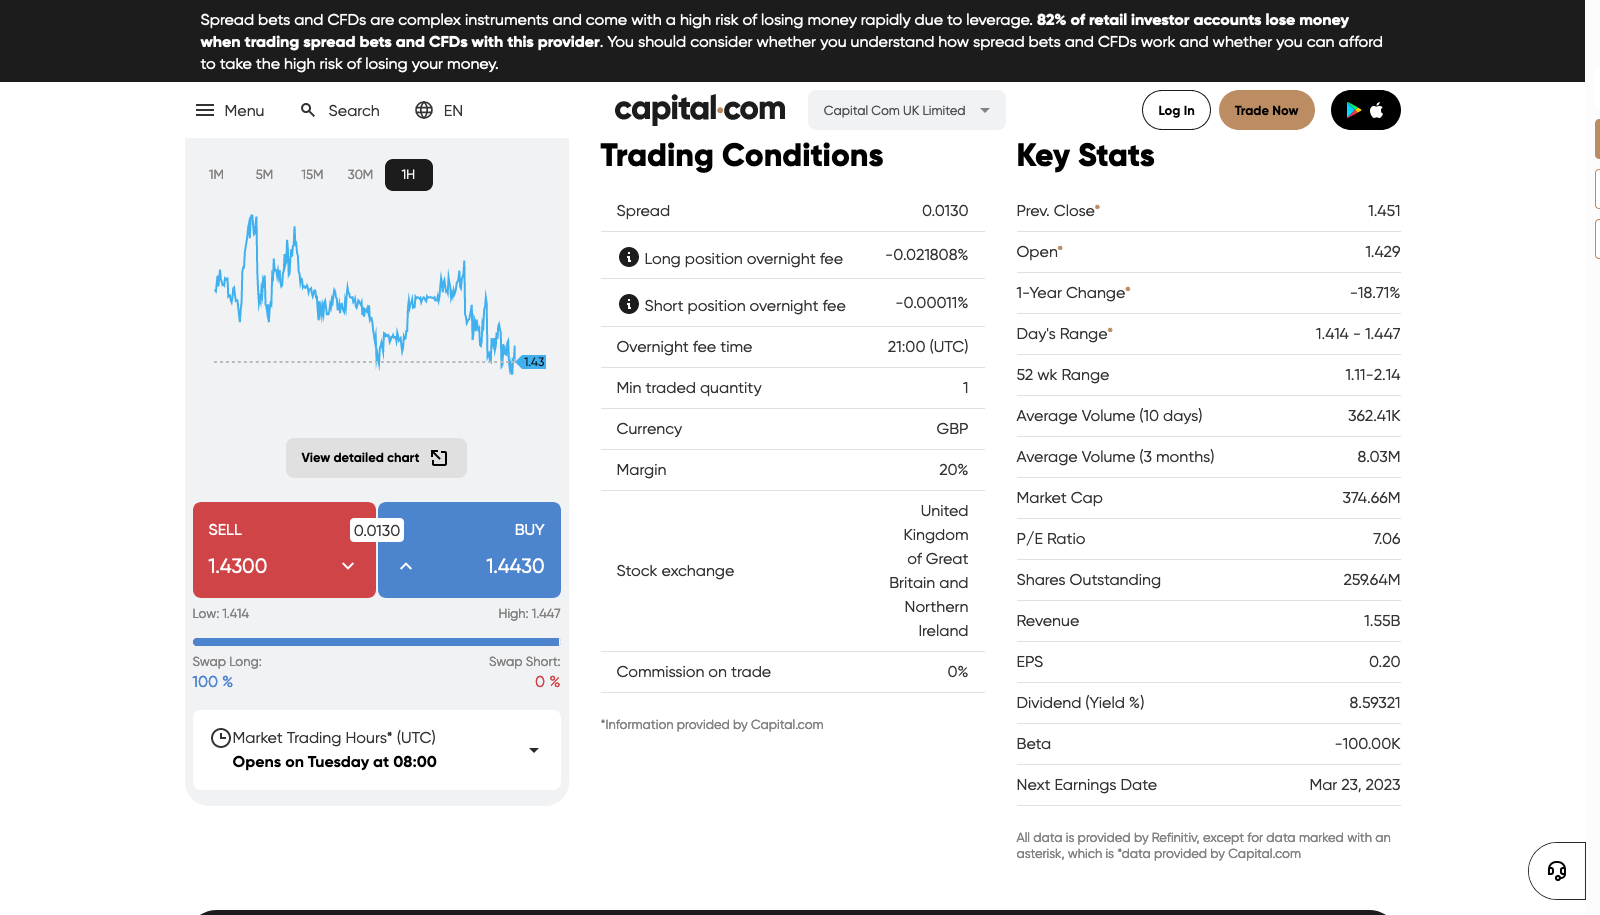 Spread bets and CFDs are complex instruments and come with a high risk of losing money rapidly due to leverage. 82% of retail investor accounts lose money
when trading spread bets and CFDs with this provider. You should consider whether you understand how spread bets and CFDs work and whether you can afford
to take the high risk of losing your money.
Menu
Search
EN
capital.com
Capital Com UK Limited
Log In
Trade Now
1M 5M 15M 30M 1H
1.43
View detailed chart
SELL
1.4300
0.0130
BUY
1.4430
Low: 1.414
High: 1.447
Swap Long:
100 %
Swap Short:
0 %
Market Trading Hours* (UTC)
Opens on Tuesday at 08:00
Trading Conditions
Spread 0.0130
Long position overnight fee -0.021808%
Short position overnight fee -0.00011%
Overnight fee time 21:00 (UTC)
Min traded quantity 1
Currency GBP
Margin 20%
Stock exchange
United
Kingdom
of Great
Britain and
Northern
Ireland
Commission on trade 0%
*Information provided by Capital.com
Key Stats
Prev. Close* 1.451
Open* 1.429
1-Year Change* -18.71%
Day's Range* 1.414 - 1.447
52 wk Range 1.11-2.14
Average Volume (10 days) 362.41K
Average Volume (3 months) 8.03M
Market Cap 374.66M
P/E Ratio 7.06
Shares Outstanding 259.64M
Revenue 1.55B
EPS 0.20
Dividend (Yield %) 8.59321
Beta -100.00K
Next Earnings Date Mar 23, 2023
All data is provided by Refinitiv, except for data marked with an
asterisk, which is *data provided by Capital.com